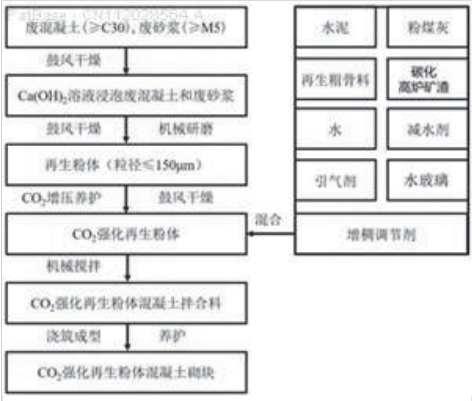 Patbase: CN112028564 A
废混凝土(≥C30), 废砂浆(≥M5)
鼓风干燥
Ca(OH)2溶液浸泡废混凝土和废砂浆
鼓风干燥 机械研磨
再生粉体（粒径≤150μm）
CO2增压养护 鼓风干燥
CO2强化再生粉体
机械搅拌
CO2强化再生粉体混凝土拌合料
浇筑成型 养护
CO2强化再生粉体混凝土砌块
混合
水泥 粉煤灰
再生粗骨料 碳化
高炉矿渣
水 减水剂
引气剂 水玻璃
增稠调节剂